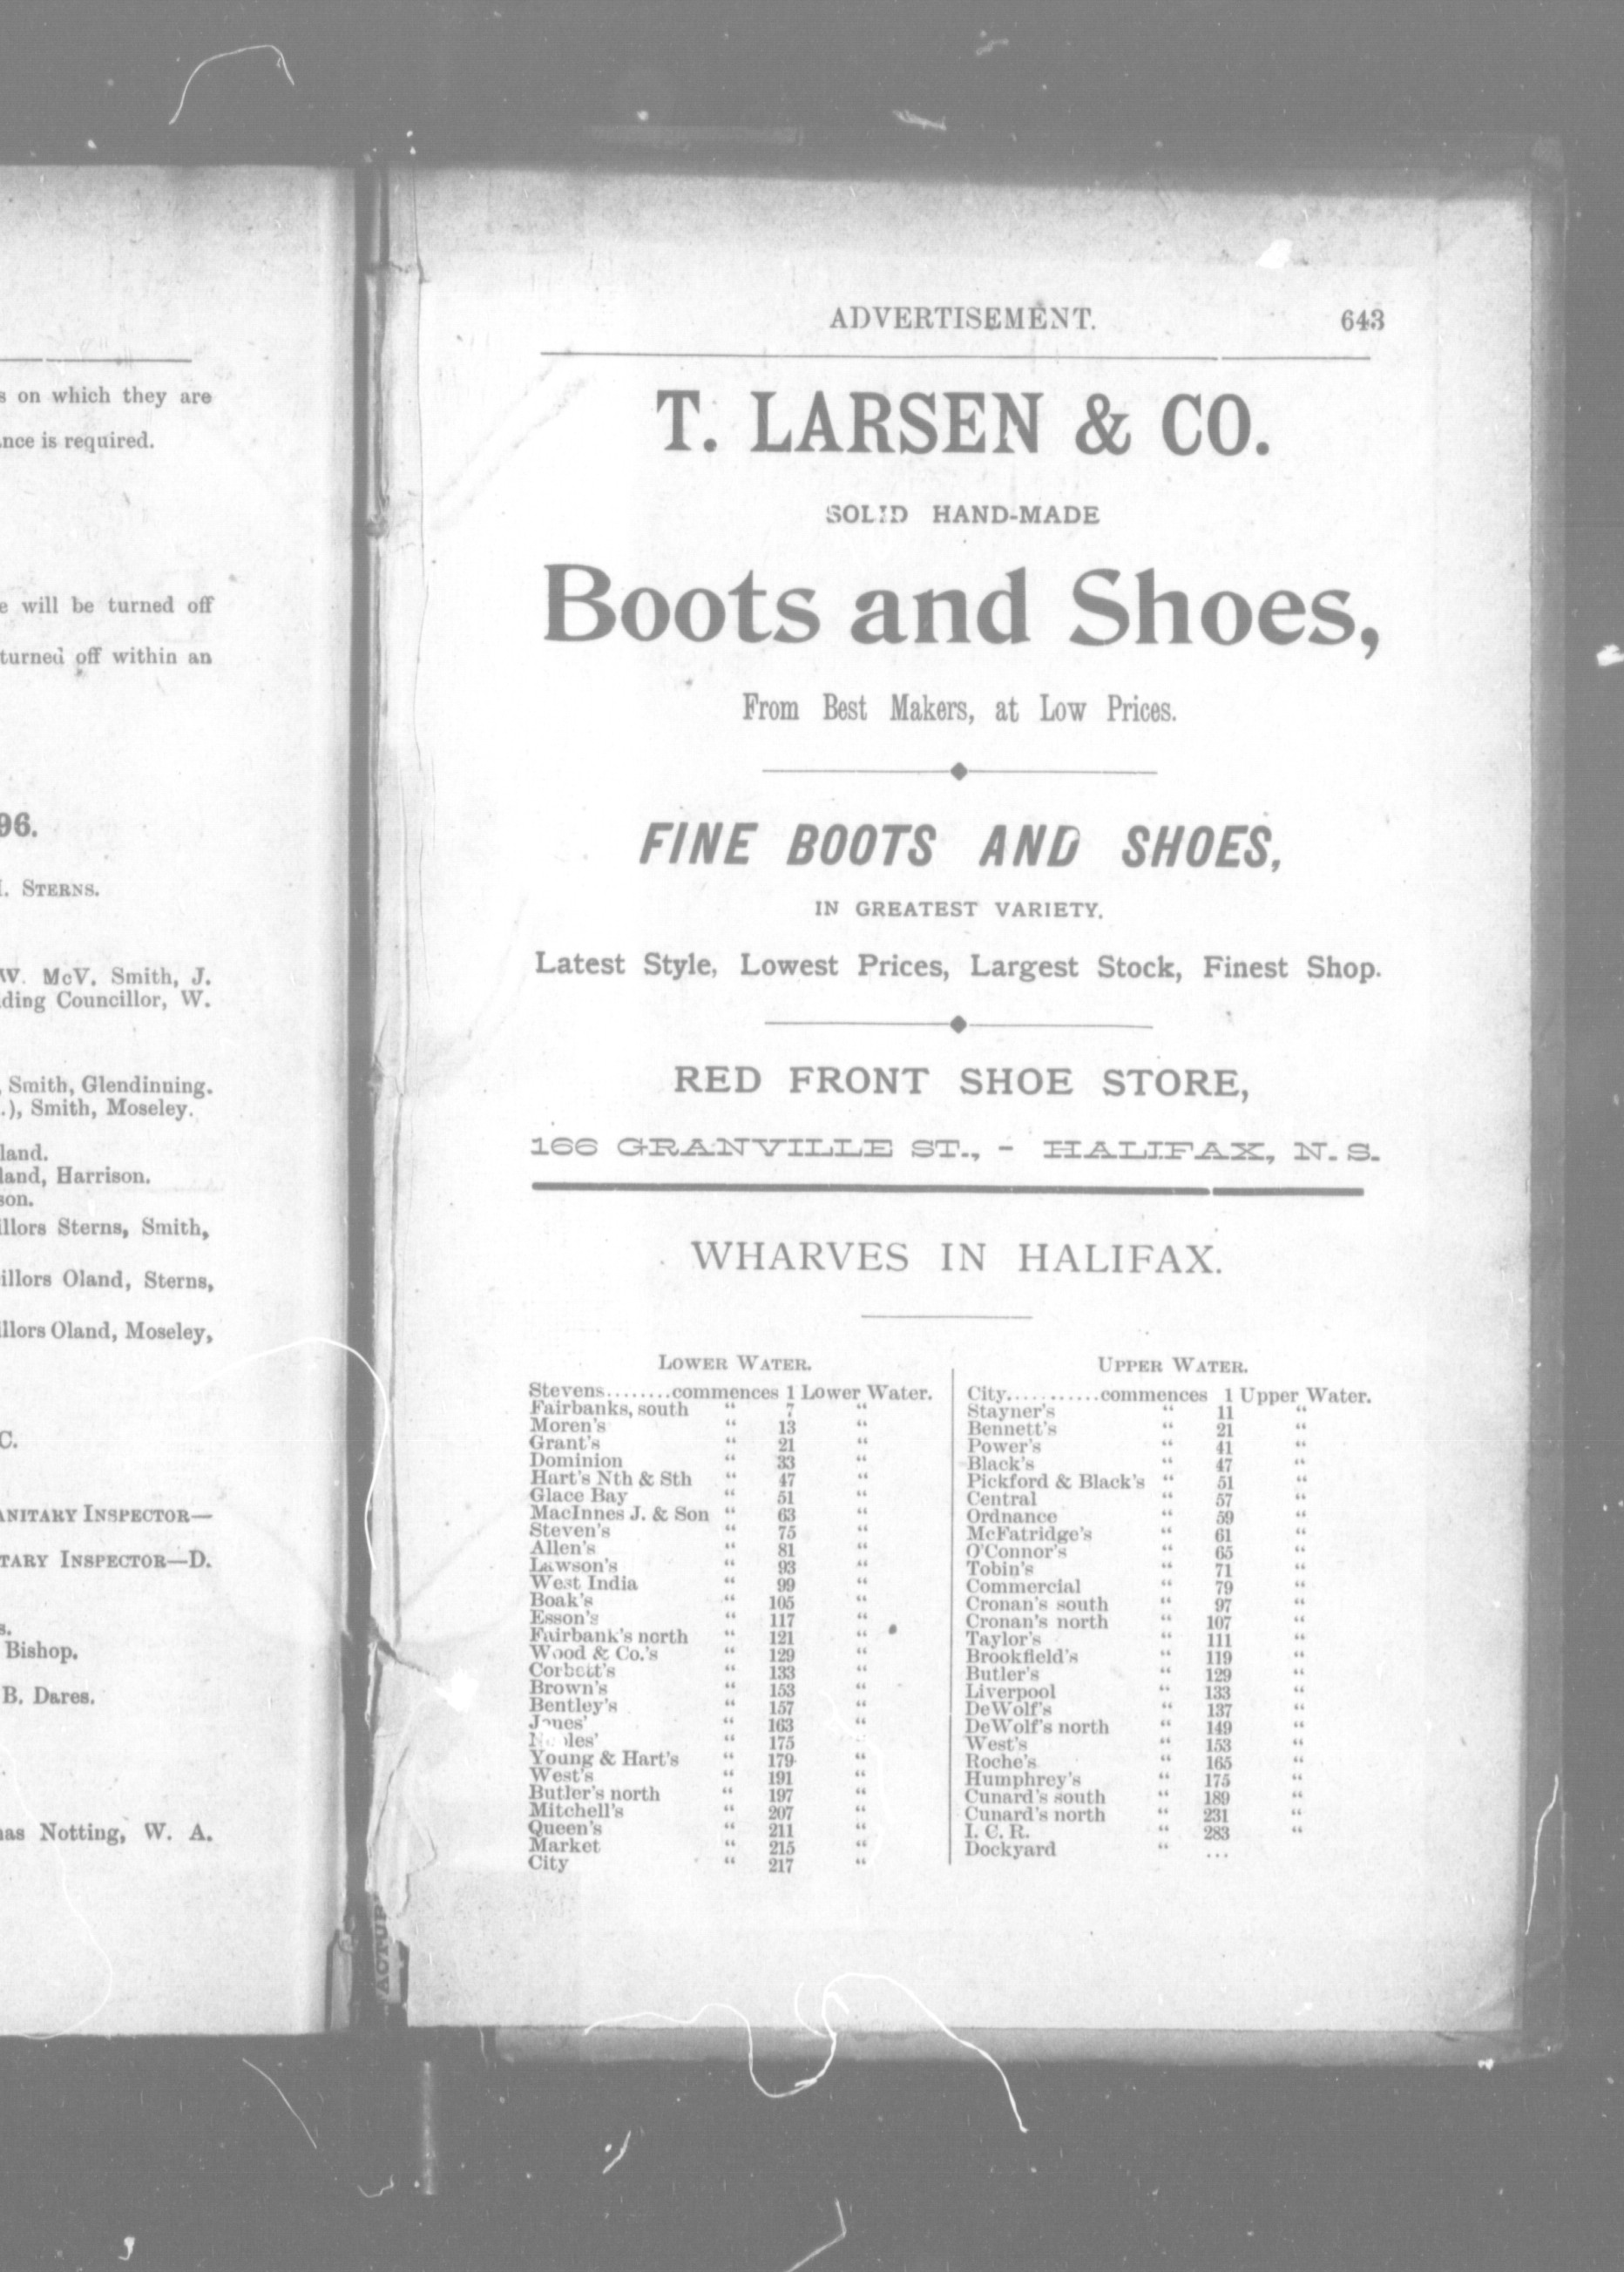 s on which they are
nce is required.
e will be turned off
turned off within an
96.
. STERNS.
W. McV. Smith, J.
ding Councillor, W.
, Smith, Glendinning.
.), Smith, Moseley.
land.
land, Harrison.
son.
illors Sterns, Smith,
illors Oland, Sterns,
illors Oland, Moseley,
C.
ANITARY INSPECTOR—
TARY INSPECTOR—D.
s.
Bishop.
B. Dares.
as Notting, W. A.
ACTUR
ADVERTISEMENT. 643
T. LARSEN & CO.
SOLID HAND-MADE
Boots and Shoes,
From Best Makers, at Low Prices.
FINE BOOTS AND SHOES,
IN GREATEST VARIETY.
Latest Style, Lowest Prices, Largest Stock, Finest Shop.
RED FRONT SHOE STORE,
166 GRANVILLE ST., - HALIFAX, N. S.
WHARVES IN HALIFAX.
LOWER WATER.
Stevens........commences 1 Lower Water.
Fairbanks, south “ 7 “
Moren's “ 13 “
Grant's “ 21 “
Dominion “ 33 “
Hart's Nth & Sth “ 47 “
Glace Bay “ 51 “
MacInnes J. & Son “ 63 “
Steven's “ 75 “
Allen's “ 81 “
Lawson's “ 93 “
West India “ 99 “
Boak's “ 105 “
Esson's “ 117 “
Fairbank's north “ 121 “
Wood & Co.'s “ 129 “
Corbett's “ 133 “
Brown's “ 153 “
Bentley's “ 157 “
Jones' “ 163 “
“ 175 “
Young & Hart's “ 179 “
West's “ 191 “
Butler's north “ 197 “
Mitchell's “ 207 “
Queen's “ 211 “
Market “ 215 “
City “ 217 “
UPPER WATER.
City...........commences 1 Upper Water.
Stayner's “ 11 “
Bennett's “ 21 “
Power's “ 41 “
Black's “ 47 “
Pickford & Black's “ 51 “
Central “ 57 “
Ordnance “ 59 “
McFatridge's “ 61 “
O'Connor's “ 65 “
Tobin's “ 71 “
Commercial “ 79 “
Cronan's south “ 97 “
Cronan's north “ 107 “
Taylor's “ 111 “
Brookfield's “ 119 “
Butler's “ 129 “
Liverpool “ 133 “
DeWolf's “ 137 “
DeWolf's north “ 149 “
West's “ 153 “
Roche's “ 165 “
Humphrey's “ 175 “
Cunard's south “ 189 “
Cunard's north “ 231 “
I. C. R. “ 283 “
Dockyard “ ...